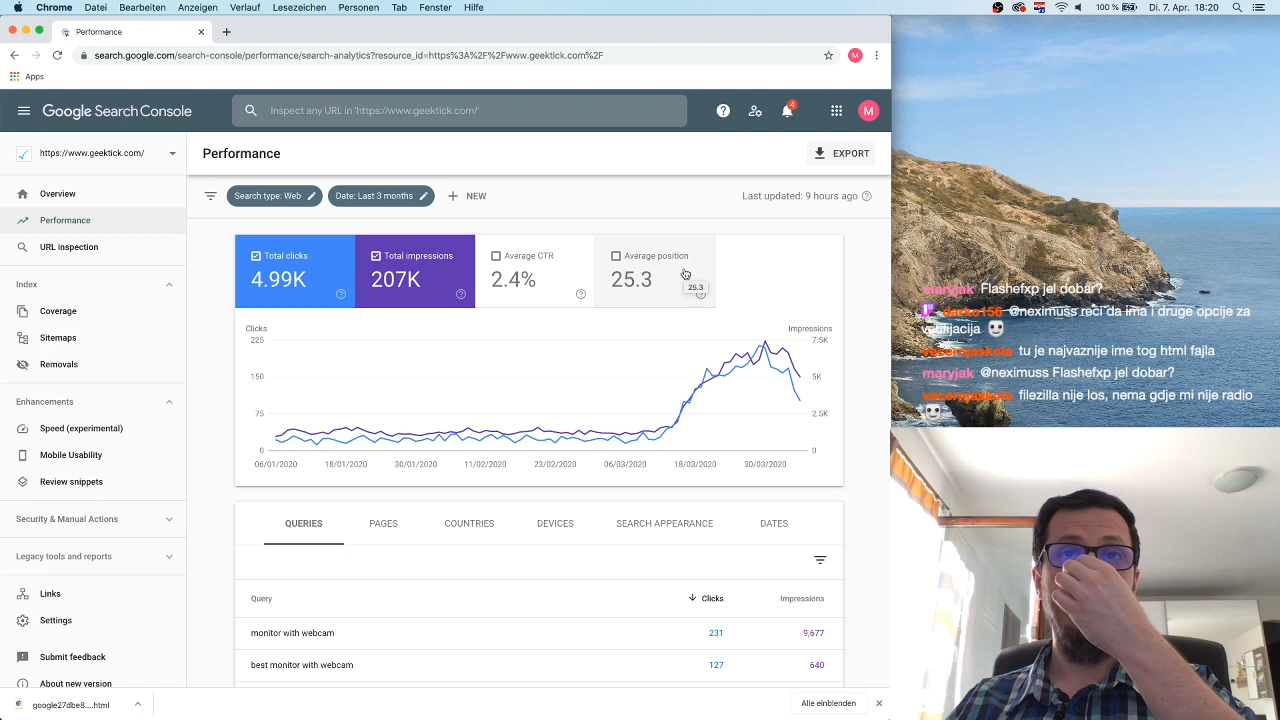 Chrome Datei Bearbeiten Anzeigen Verlauf Lesezeichen Personen Tab Fenster Hilfe
100 % Di. 7. Apr. 18:20
Performance
search.google.com/search-console/performance/search-analytics?resource_id=https%3A%2F%2Fwww.geektick.com%2F
M
Apps
Google Search Console
Inspect any URL in 'https://www.geektick.com/'
4
M
https://www.geektick.com/
Overview
Performance
URL inspection
Index
Coverage
Sitemaps
Removals
Enhancements
Speed (experimental)
Mobile Usability
Review snippets
Security & Manual Actions
Legacy tools and reports
Links
Settings
Submit feedback
About new version
Performance
EXPORT
Search type: Web
Date: Last 3 months
NEW
Last updated: 9 hours ago
Total clicks
4.99K
Total impressions
207K
Average CTR
2.4%
Average position
25.3
25.3
Clicks
Impressions
225
150
75
0
7.5K
5K
2.5K
0
06/01/2020 18/01/2020 30/01/2020 11/02/2020 23/02/2020 06/03/2020 18/03/2020 30/03/2020
QUERIES PAGES COUNTRIES DEVICES SEARCH APPEARANCE DATES
Query Clicks Impressions
monitor with webcam 231 9,677
best monitor with webcam 127 640
google27dbe8....html
Alle einblenden
maryjak Flashefxp jel dobar?
darko156 @neximuss reći da ima i druge opcije za
verifijacija
vecernjaskola tu je najvaznije ime tog html fajla
maryjak @neximuss Flashefxp jel dobar?
vecernjaskola filezilla nije los, nema gdje mi nije radio